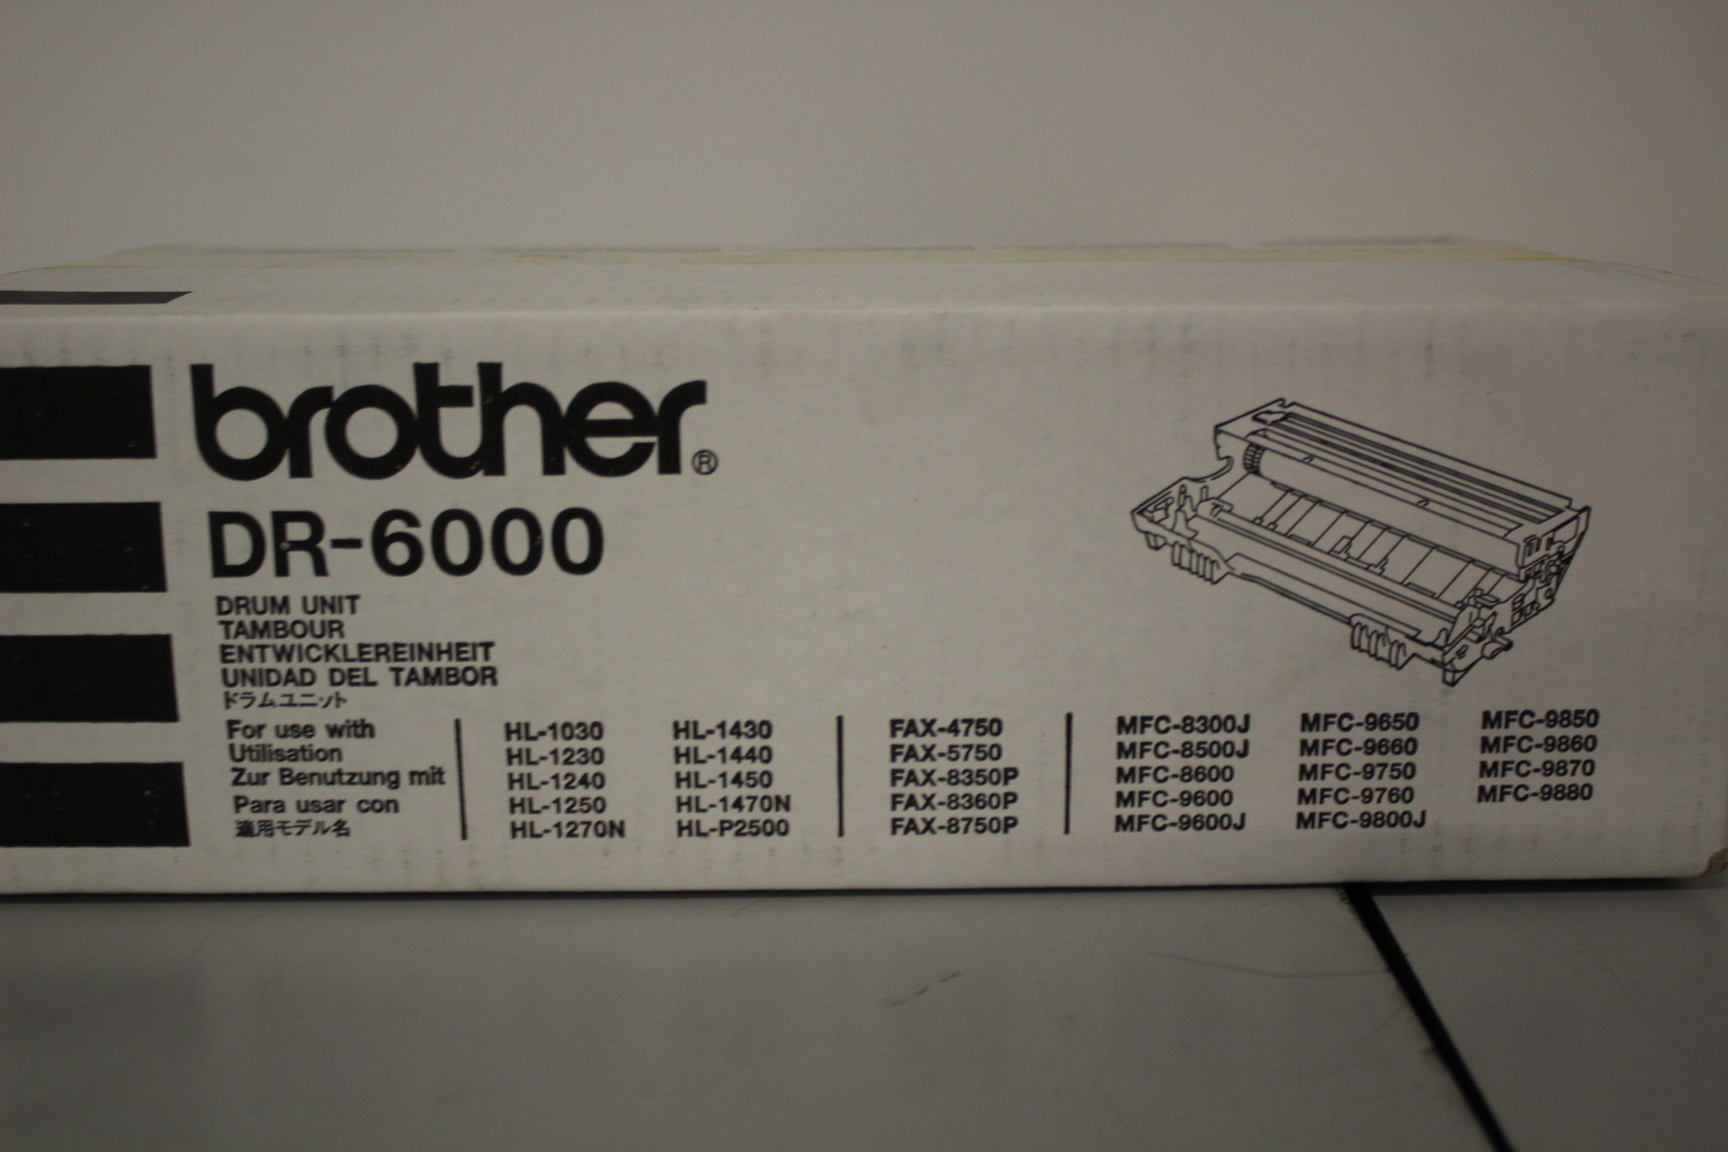 brother®
DR-6000
DRUM UNIT
TAMBOUR
ENTWICKLEREINHEIT
UNIDAD DEL TAMBOR
ドラムユニット
For use with
Utilisation
Zur Benutzung mit
Para usar con
適用モデル名
HL-1030
HL-1230
HL-1240
HL-1250
HL-1270N
HL-1430
HL-1440
HL-1450
HL-1470N
HL-P2500
FAX-4750
FAX-5750
FAX-8350P
FAX-8360P
FAX-8750P
MFC-8300J
MFC-8500J
MFC-8600
MFC-9600
MFC-9600J
MFC-9650
MFC-9660
MFC-9750
MFC-9760
MFC-9800J
MFC-9850
MFC-9860
MFC-9870
MFC-9880